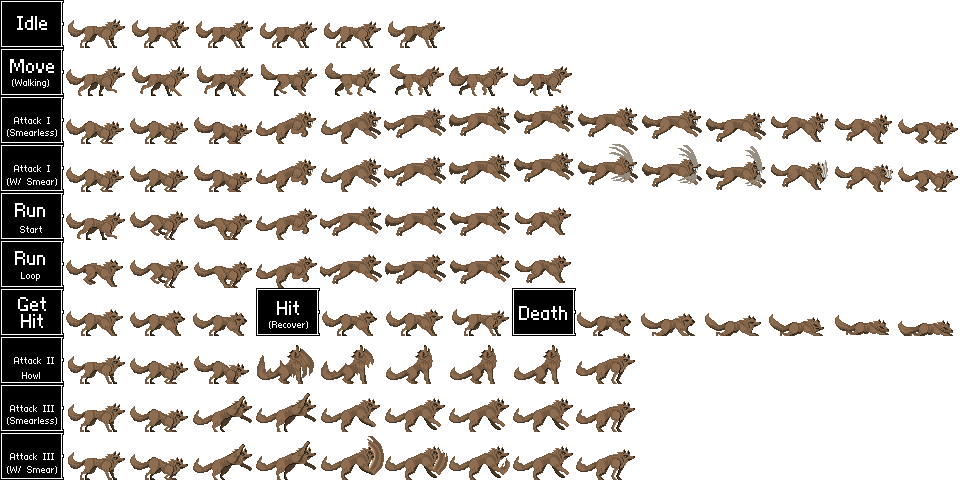 Idle
Move
(Walking)
Attack I
(Smearless)
Attack I
(W/ Smear)
Run
Start
Run
Loop
Get
Hit
Hit
(Recover)
Death
Attack II
Howl
Attack III
(Smearless)
Attack III
(W/ Smear)